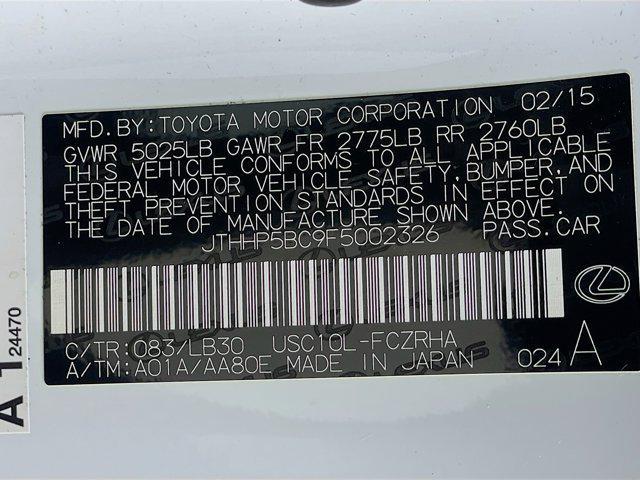 MFD. BY: TOYOTA MOTOR CORPORATION 02/15
GVWR 5025LB GAWR FR 2775LB RR 2760LB
THIS VEHICLE CONFORMS TO ALL APPLICABLE
FEDERAL MOTOR VEHICLE SAFETY, BUMPER, AND
THEFT PREVENTION STANDARDS IN EFFECT ON
THE DATE OF MANUFACTURE SHOWN ABOVE.
JTHHP5BC9F5002326 PASS. CAR
C/TR: 083/LB30 USC10L-FCZRHA
A/TM: A01A/AA80E MADE IN JAPAN 024 A
A 1 24470